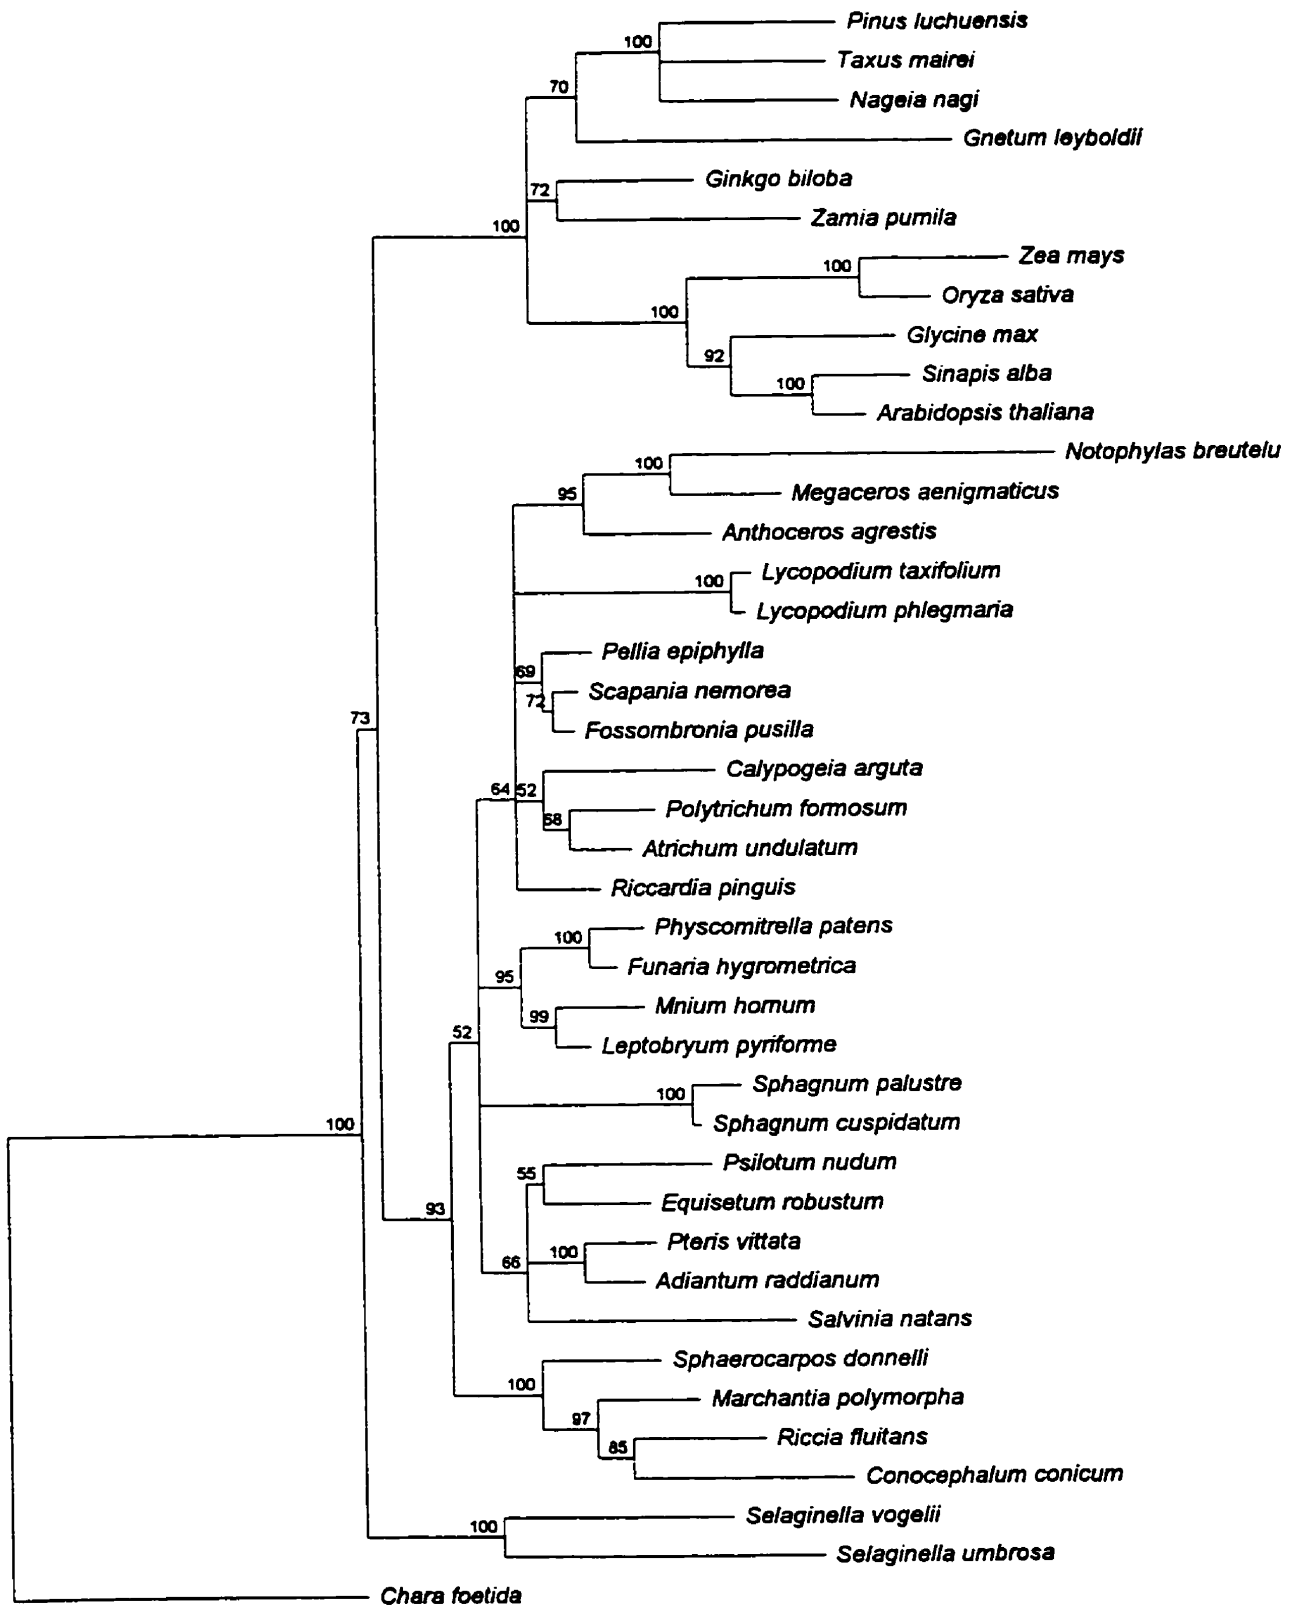 Pinus luchuensis
100
Taxus mairei
70
Nageia nagi
Gnetum leyboldii
Ginkgo biloba
72
Zamia pumila
100
Zea mays
100
Oryza sativa
100
Glycine max
92
Sinapis alba
100
Arabidopsis thaliana
Notophylas breutelu
100
Megaceros aenigmaticus
95
Anthoceros agrestis
Lycopodium taxifolium
100
Lycopodium phlegmaria
Pellia epiphylla
69
Scapania nemorea
72
Fossombronia pusilla
73
Calypogeia arguta
64 52
Polytrichum formosum
68
Atrichum undulatum
Riccardia pinguis
Physcomitrella patens
100
Funaria hygrometrica
95
Mnium hornum
99
52
Leptobryum pyriforme
Sphagnum palustre
100
Sphagnum cuspidatum
100
Psilotum nudum
55
Equisetum robustum
93
Pteris vittata
66 100
Adiantum raddianum
Salvinia natans
Sphaerocarpos donnelli
100
Marchantia polymorpha
97
Riccia fluitans
85
Conocephalum conicum
Selaginella vogelii
100
Selaginella umbrosa
Chara foetida